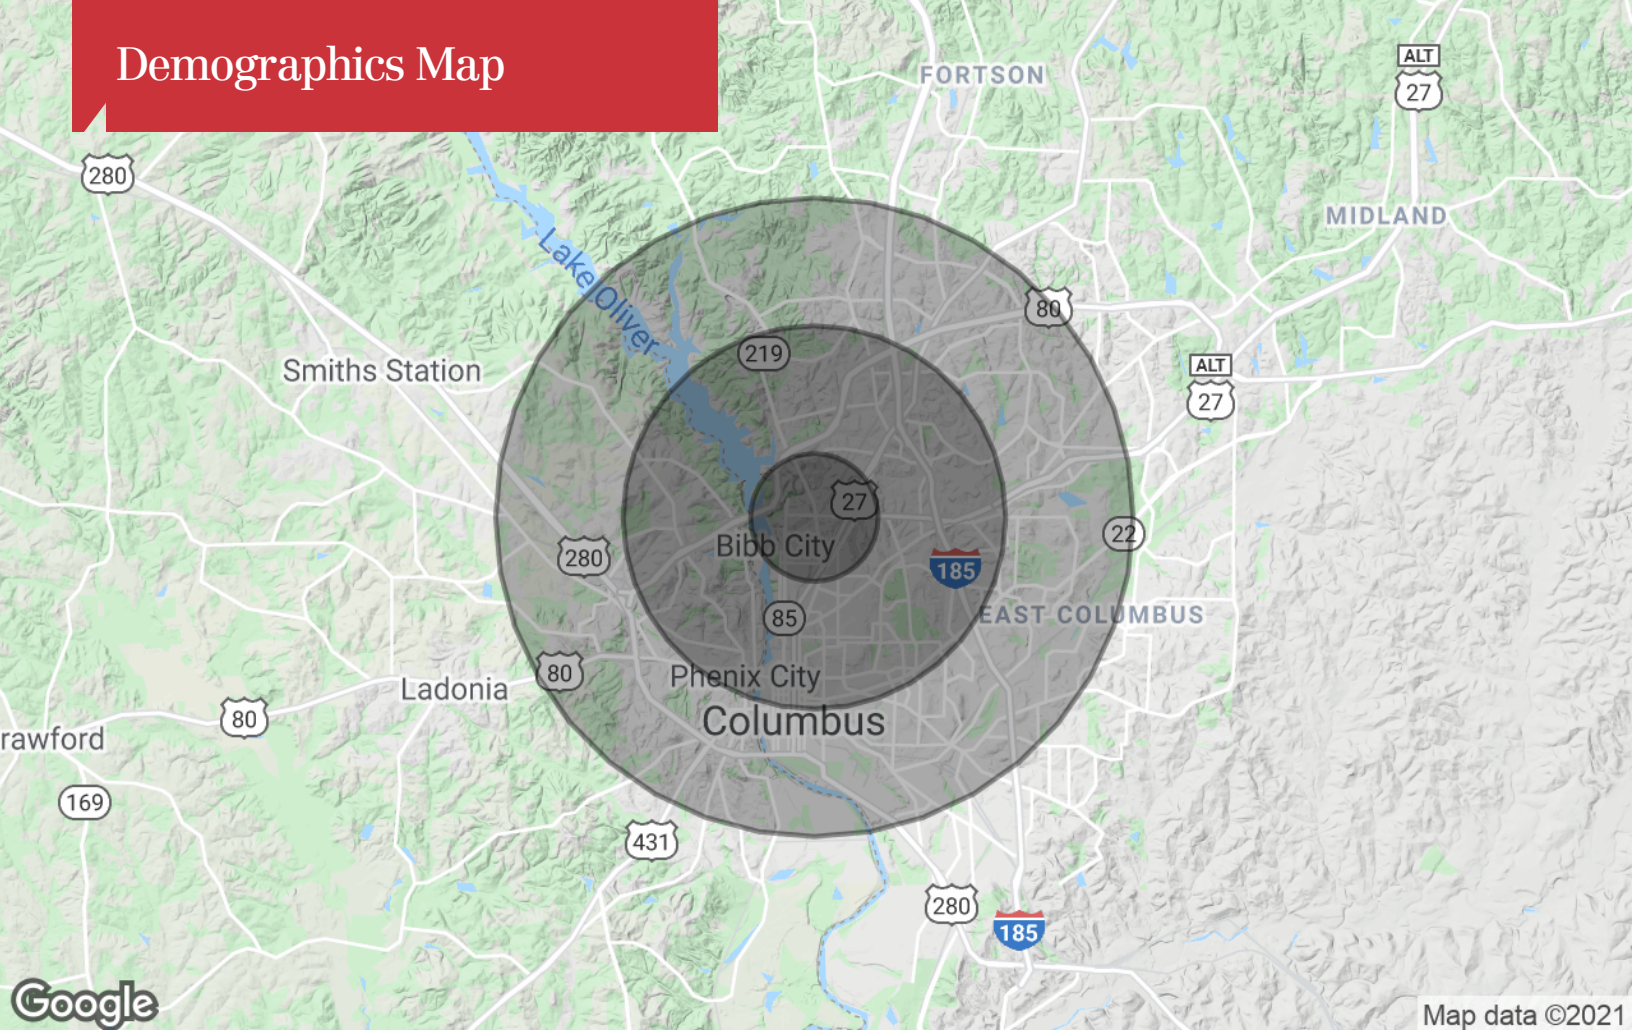 Demographics Map
FORTSON
ALT
27
280
MIDLAND
Lake Oliver
80
219
Smiths Station
ALT
27
27
22
Bibb City
280
185
85
EAST COLUMBUS
80
Phenix City
Ladonia
80
Columbus
rawford
169
431
280
185
Google
Map data ©2021